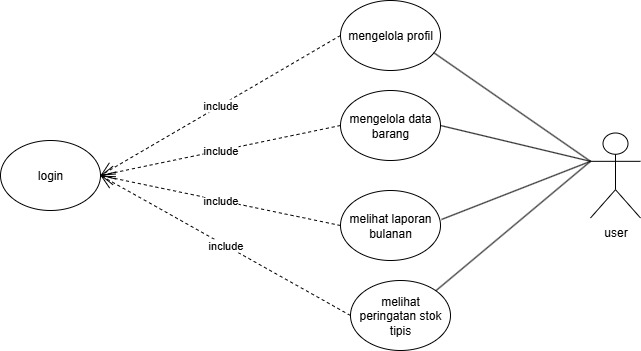 mengelola profil
include
mengelola data
barang
include
login
include
melihat laporan
bulanan
user
include
melihat
peringatan stok
tipis